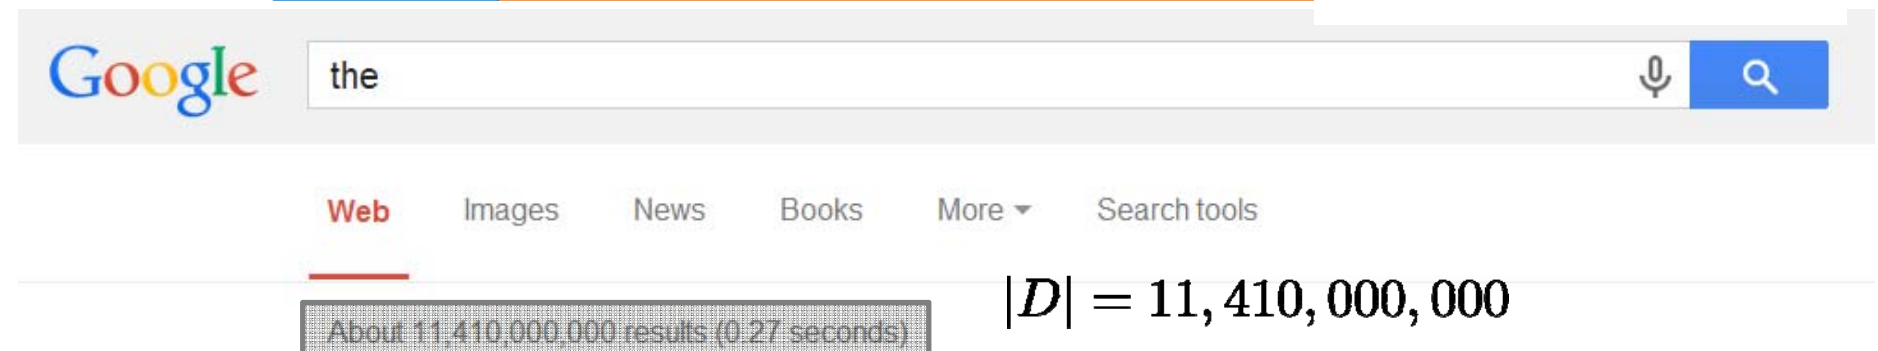 Google the
Web Images News Books More Search tools
|D| = 11,410,000,000
About 11,410,000,000 results (0.27 seconds)